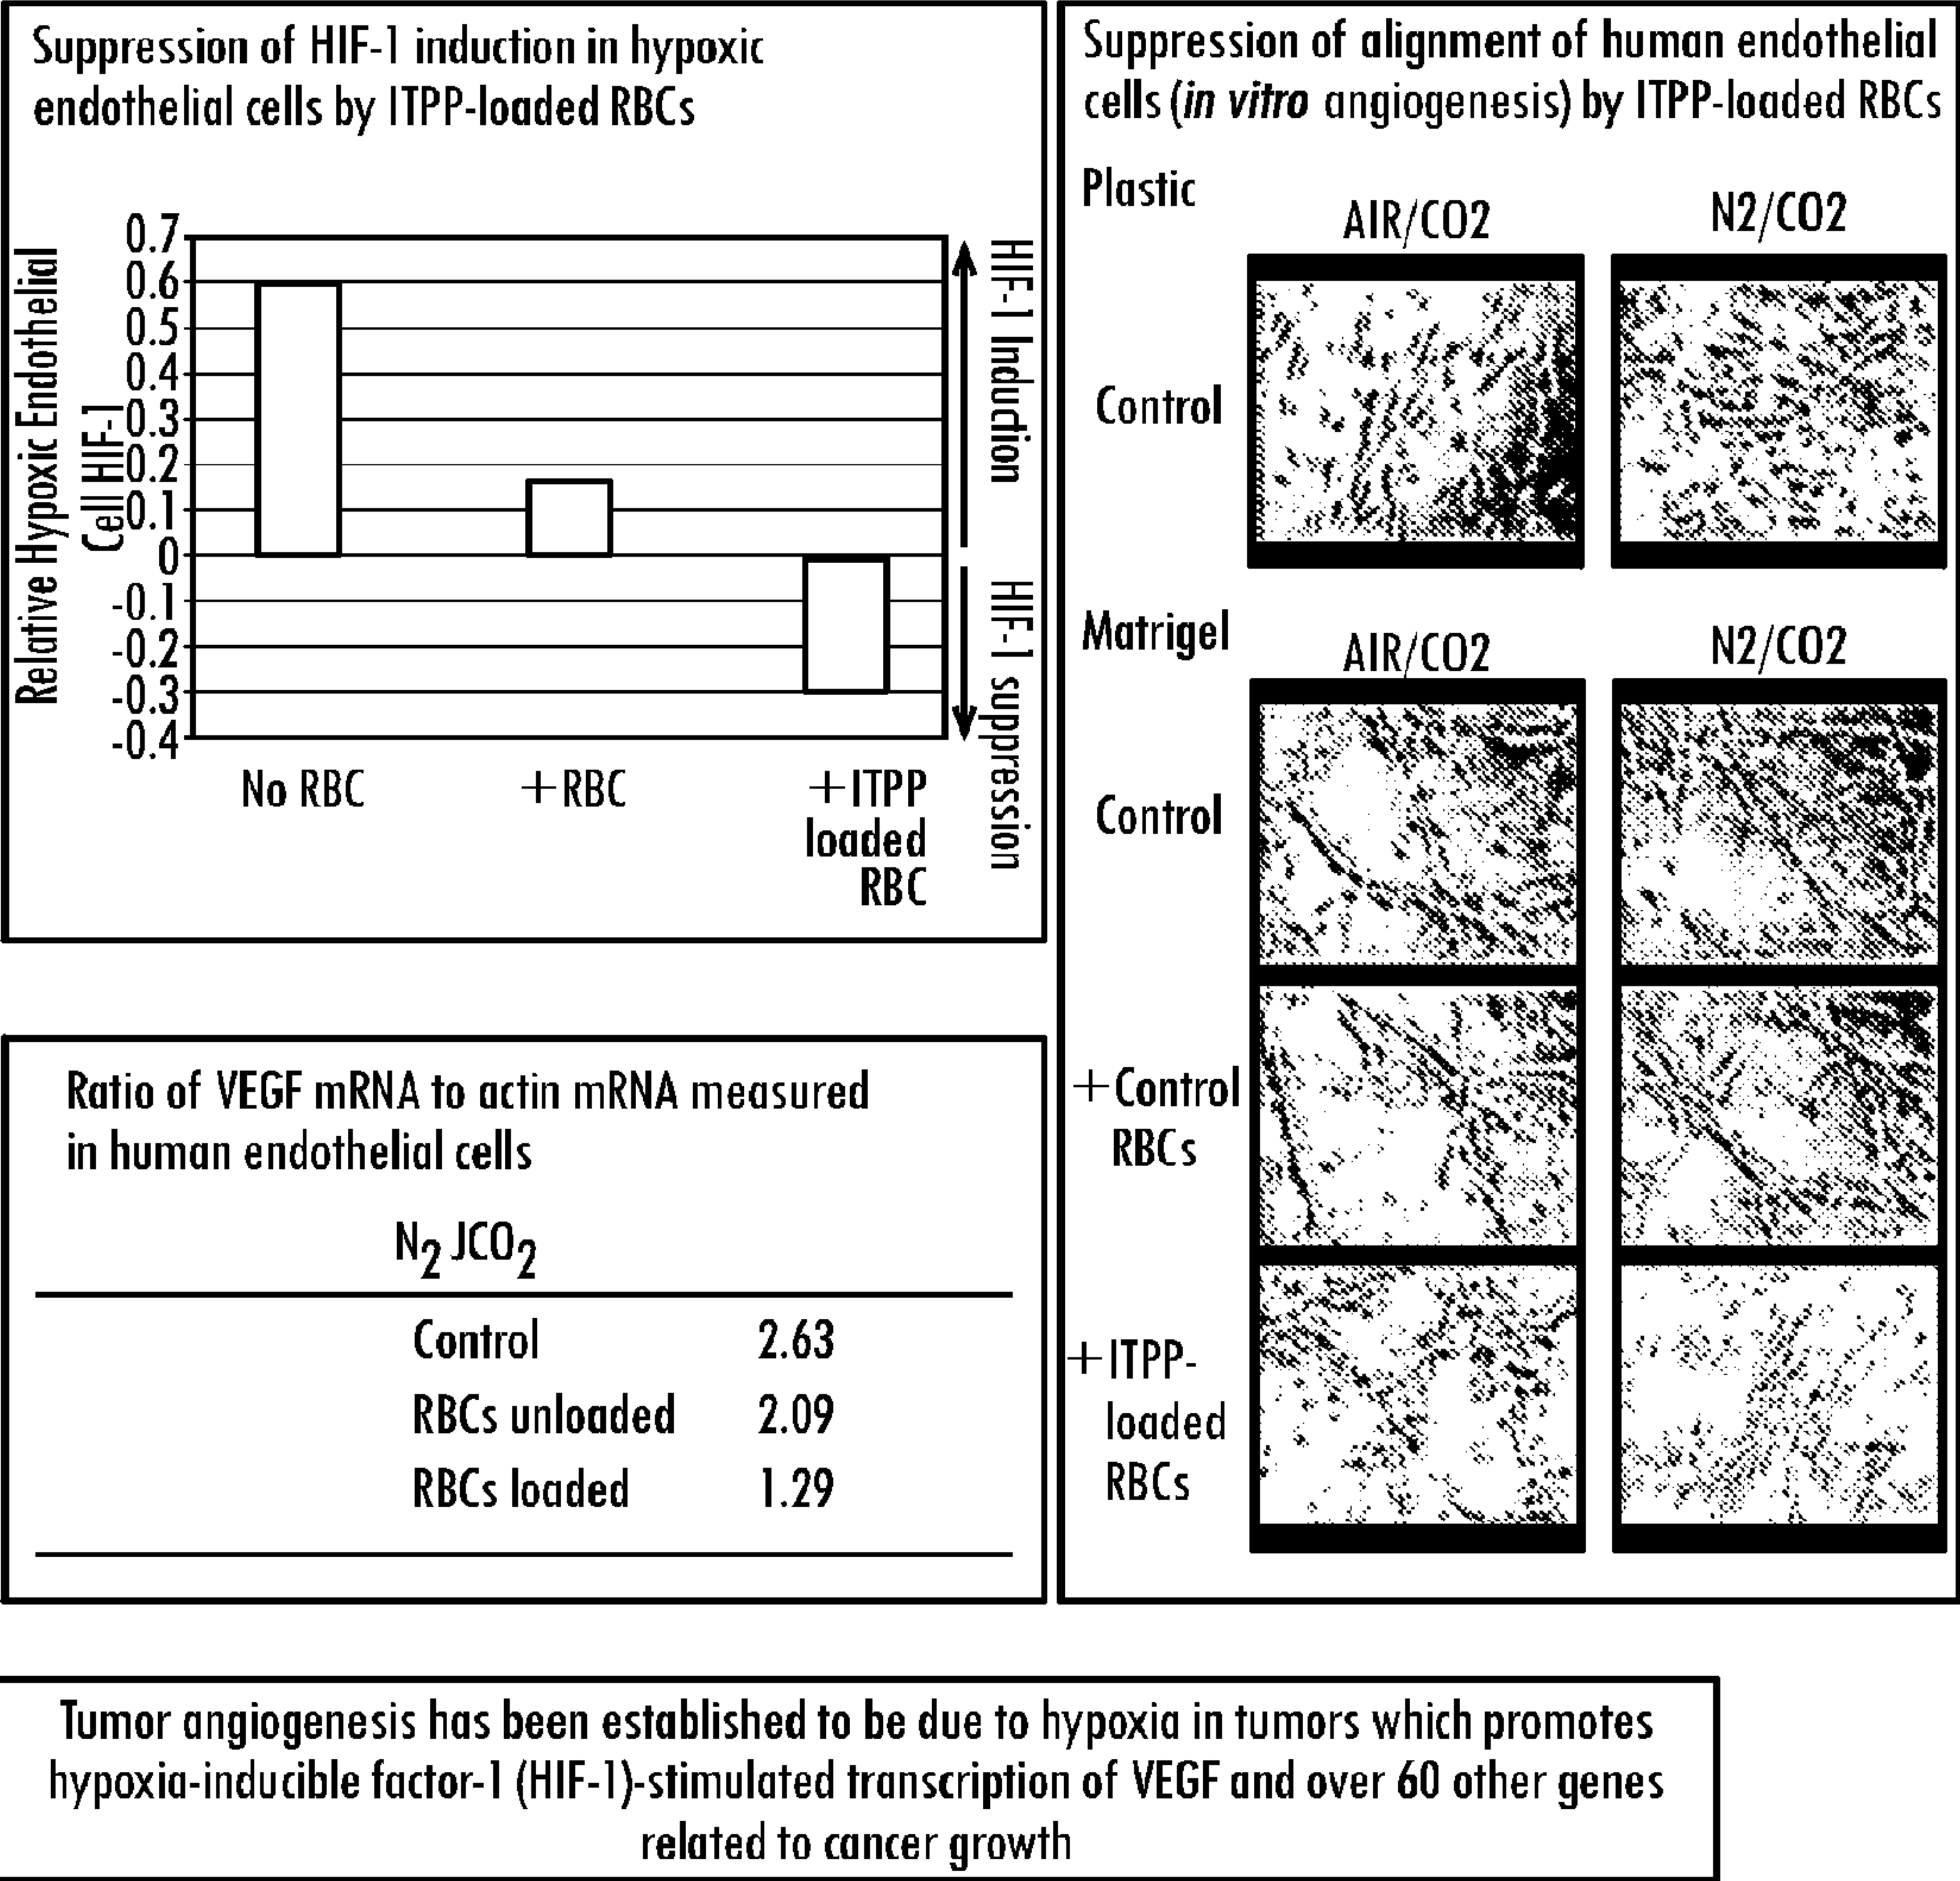 Suppression of HIF-1 induction in hypoxic
endothelial cells by ITPP-loaded RBCs
Relative Hypoxic Endothelial
Cell HIF-1
0.7
0.6
0.5
0.4
0.3
0.2
0.1
0
-0.1
-0.2
-0.3
-0.4
HIF-1 Induction
HIF-1 suppression
No RBC
+RBC
+ITPP
loaded
RBC
Ratio of VEGF mRNA to actin mRNA measured
in human endothelial cells
N2 JCO2
Control 2.63
RBCs unloaded 2.09
RBCs loaded 1.29
Suppression of alignment of human endothelial
cells (in vitro angiogenesis) by ITPP-loaded RBCs
Plastic
AIR/CO2 N2/CO2
Control
Matrigel
AIR/CO2 N2/CO2
Control
+Control
RBCs
+ITPP-
loaded
RBCs
Tumor angiogenesis has been established to be due to hypoxia in tumors which promotes
hypoxia-inducible factor-1 (HIF-1)-stimulated transcription of VEGF and over 60 other genes
related to cancer growth